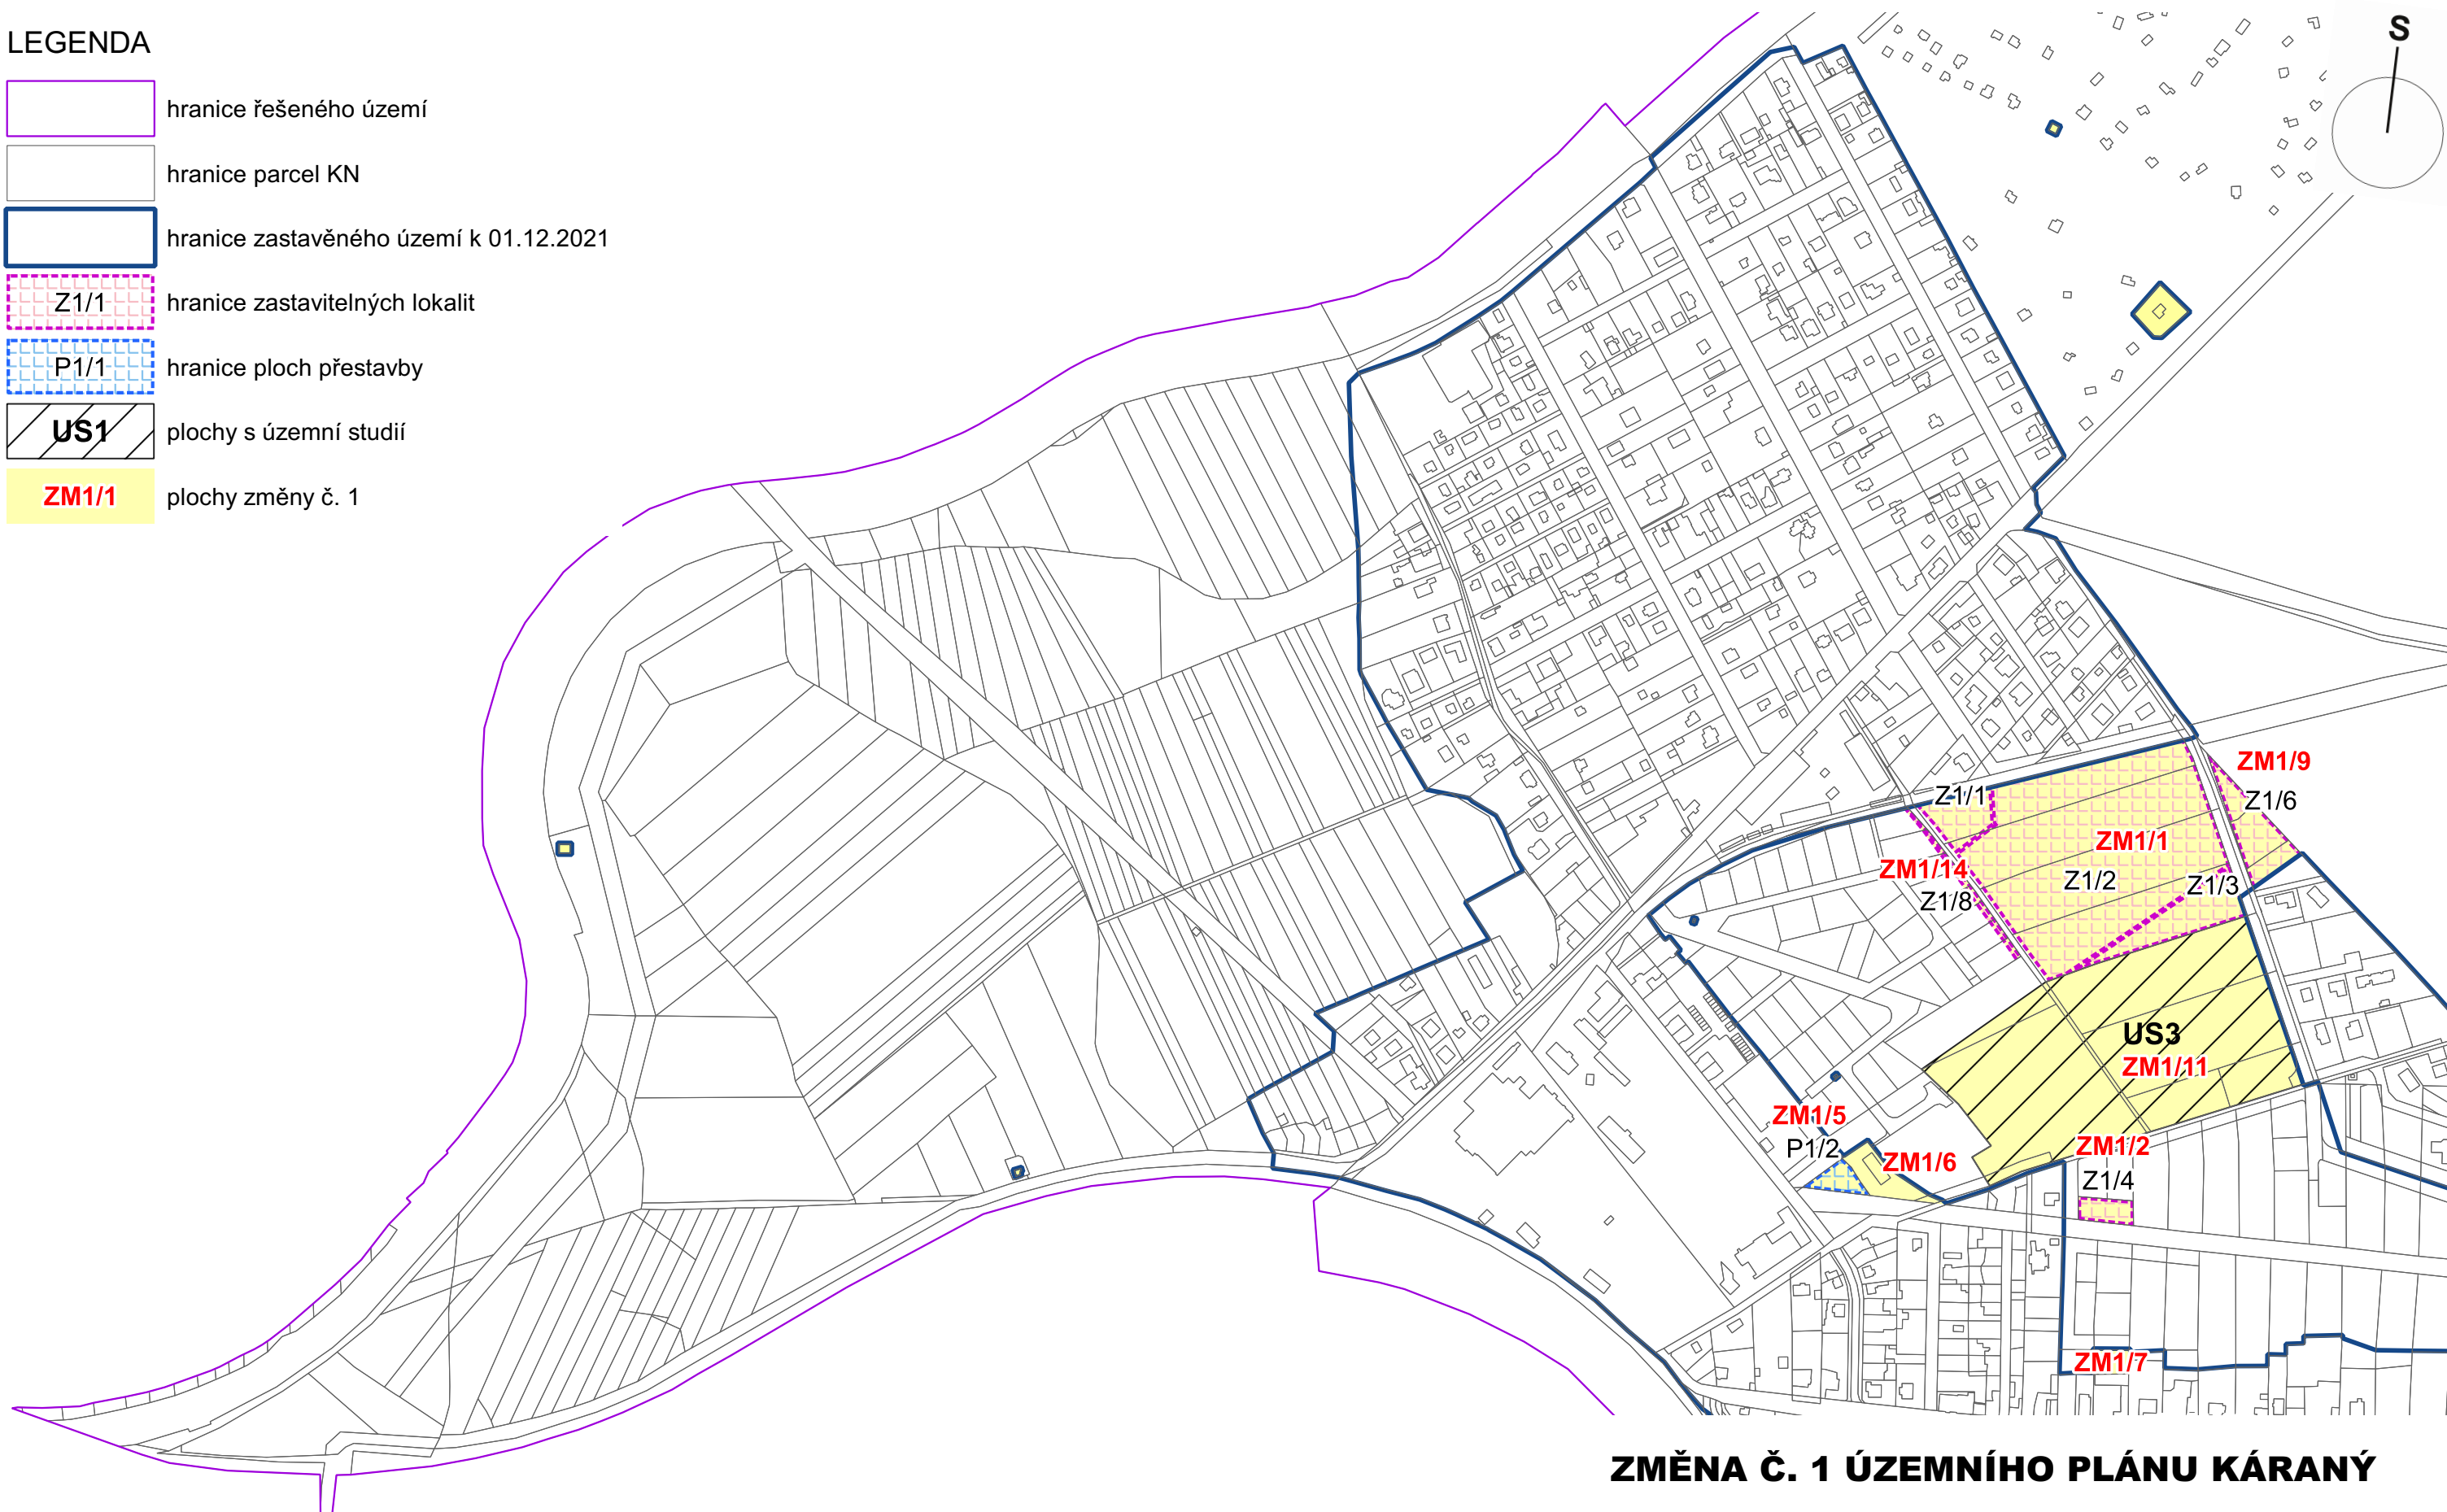 LEGENDA
hranice řešeného území
hranice parcel KN
hranice zastavěného území k 01.12.2021
Z1/1
hranice zastavitelných lokalit
P1/1
hranice ploch přestavby
US1
plochy s územní studií
ZM1/1
plochy změny č. 1
S
ZM1/9
Z1/1
Z1/6
ZM1/1
ZM1/14
Z1/2
Z1/3
Z1/8
US3
ZM1/11
ZM1/5
P1/2
ZM1/2
ZM1/6
Z1/4
ZM1/7
ZMĚNA Č. 1 ÚZEMNÍHO PLÁNU KÁRANÝ